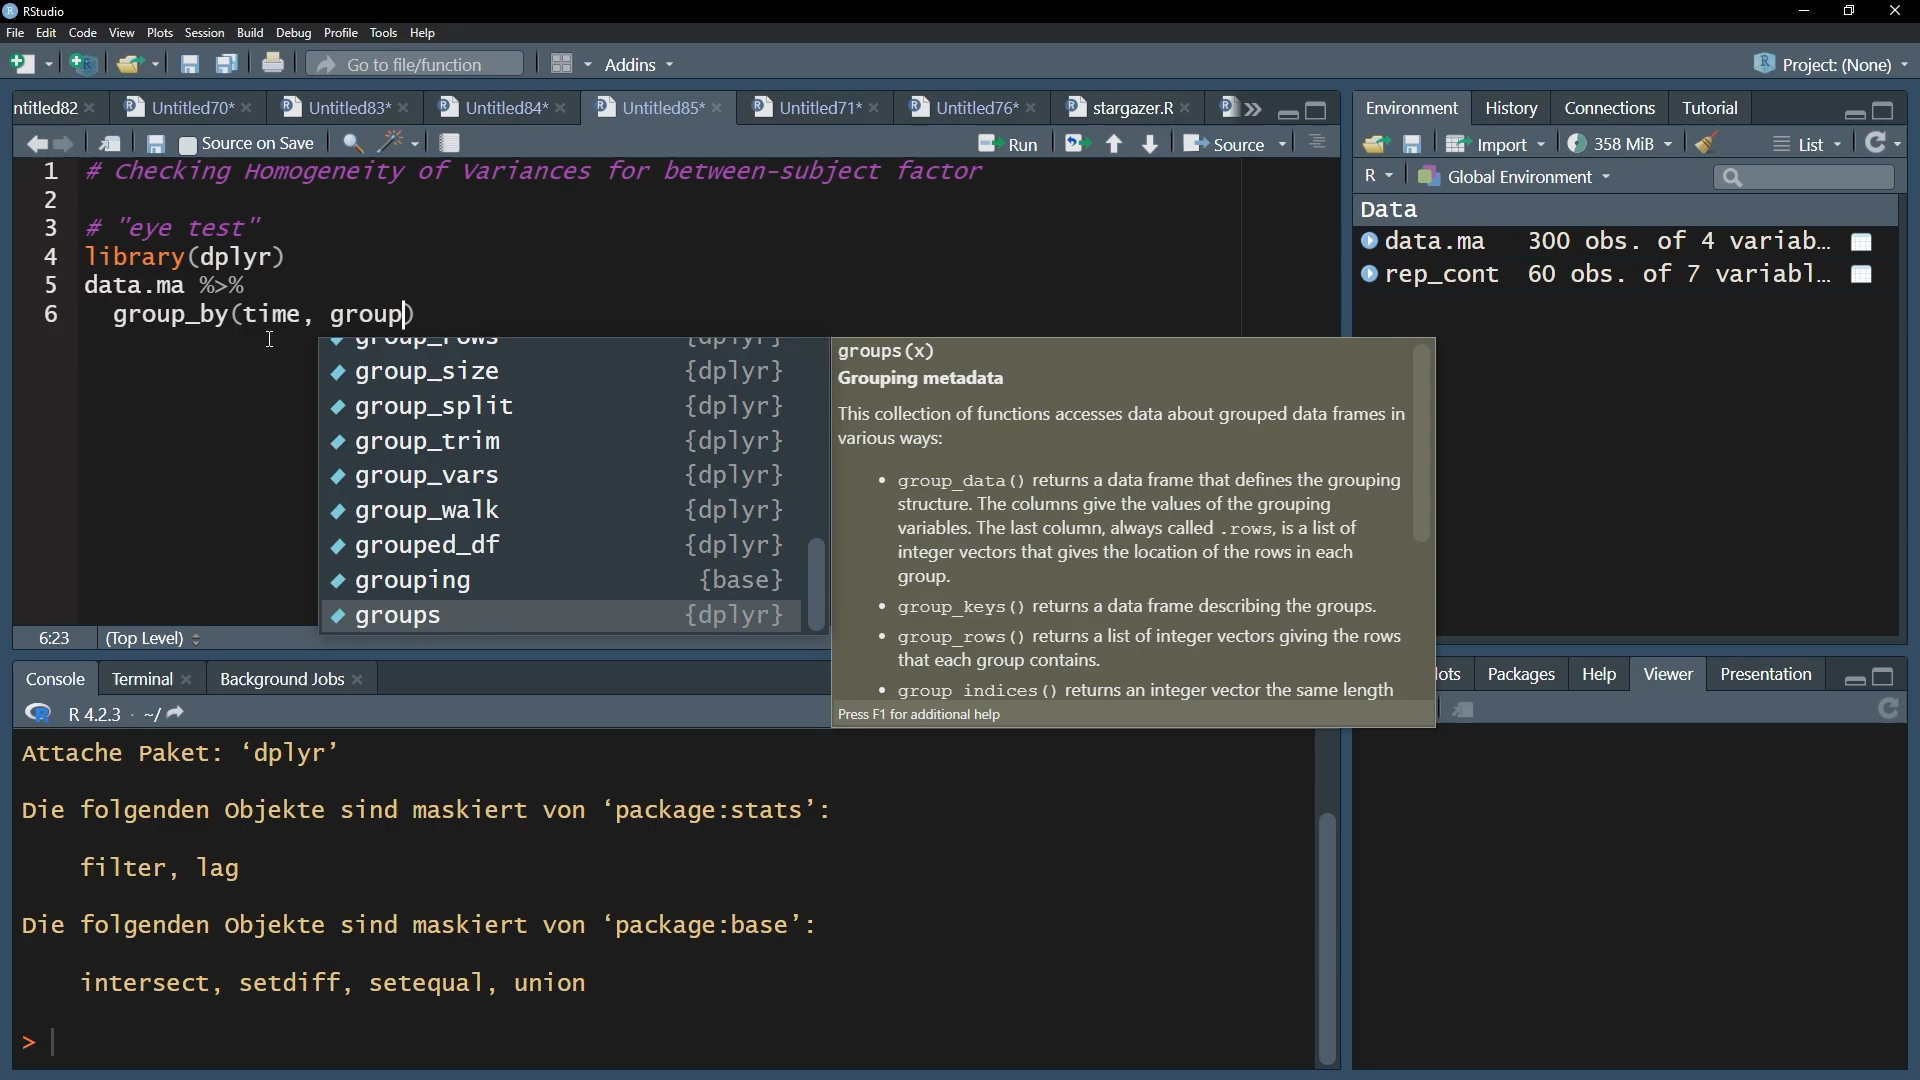 RStudio
File Edit Code View Plots Session Build Debug Profile Tools Help
Go to file/function Addins Project: (None)
ntitled82 Untitled70* Untitled83* Untitled84* Untitled85* Untitled71* Untitled76* stargazer.R
Source on Save Run Source
1 # Checking Homogeneity of Variances for between-subject factor
2
3 # "eye test"
4 library(dplyr)
5 data.ma %>%
6 group_by(time, group)
group_rows {dplyr}
group_size {dplyr}
group_split {dplyr}
group_trim {dplyr}
group_vars {dplyr}
group_walk {dplyr}
grouped_df {dplyr}
grouping {base}
groups {dplyr}
groups(x)
Grouping metadata
This collection of functions accesses data about grouped data frames in
various ways:
• group_data() returns a data frame that defines the grouping
structure. The columns give the values of the grouping
variables. The last column, always called .rows, is a list of
integer vectors that gives the location of the rows in each
group.
• group_keys() returns a data frame describing the groups.
• group_rows() returns a list of integer vectors giving the rows
that each group contains.
• group indices() returns an integer vector the same length
Press F1 for additional help
6:23 (Top Level)
Console Terminal Background Jobs
R 4.2.3 · ~/
Attache Paket: ‘dplyr’
Die folgenden Objekte sind maskiert von ‘package:stats’:
filter, lag
Die folgenden Objekte sind maskiert von ‘package:base’:
intersect, setdiff, setequal, union
>
Environment History Connections Tutorial
Import 358 MiB List
R Global Environment
Data
data.ma 300 obs. of 4 variab…
rep_cont 60 obs. of 7 variabl…
lots Packages Help Viewer Presentation